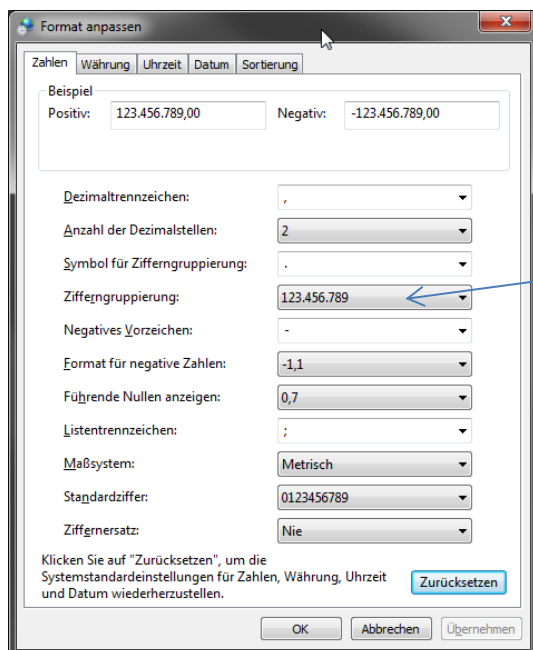 Format anpassen
Zahlen Währung Uhrzeit Datum Sortierung
Beispiel
Positiv: 123.456.789,00 Negativ: -123.456.789,00
Dezimaltrennzeichen: ,
Anzahl der Dezimalstellen: 2
Symbol für Zifferngruppierung: .
Zifferngruppierung: 123.456.789
Negatives Vorzeichen: -
Format für negative Zahlen: -1,1
Führende Nullen anzeigen: 0,7
Listentrennzeichen: ;
Maßsystem: Metrisch
Standardziffer: 0123456789
Ziffernersatz: Nie
Klicken Sie auf "Zurücksetzen", um die
Systemstandardeinstellungen für Zahlen, Währung, Uhrzeit
und Datum wiederherzustellen.
Zurücksetzen
OK Abbrechen Übernehmen